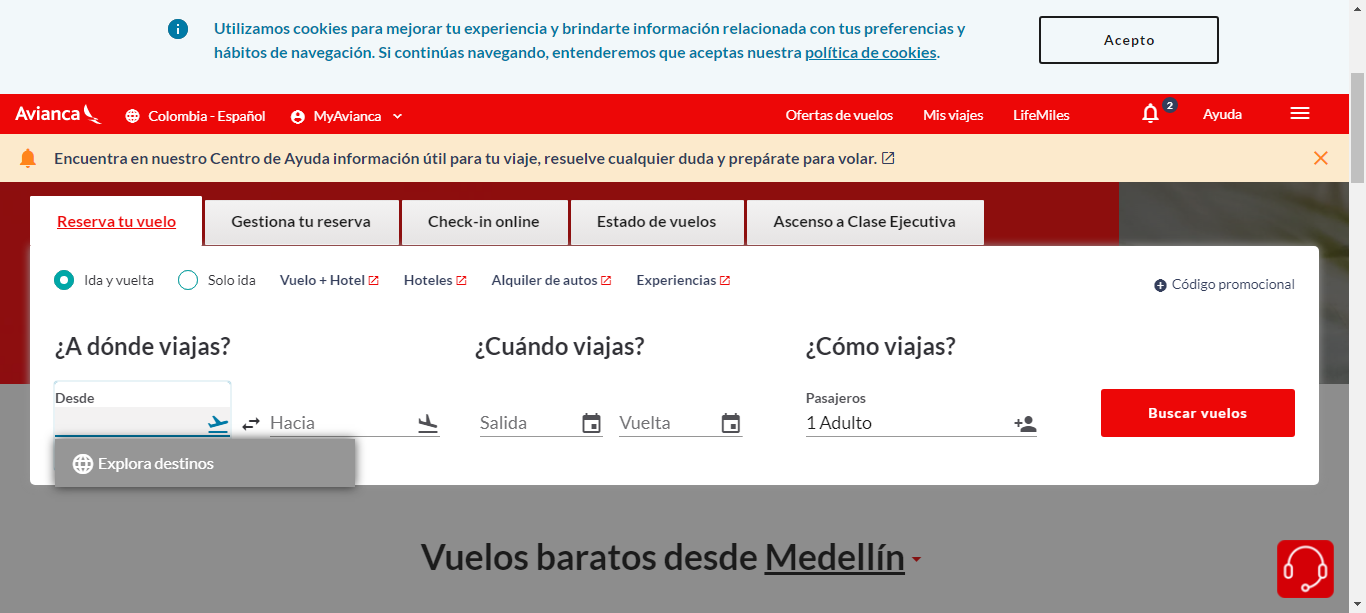 Utilizamos cookies para mejorar tu experiencia y brindarte información relacionada con tus preferencias y
hábitos de navegación. Si continúas navegando, entenderemos que aceptas nuestra política de cookies.
Acepto
Avianca
Colombia - Español
MyAvianca
Ofertas de vuelos
Mis viajes
LifeMiles
2
Ayuda
Encuentra en nuestro Centro de Ayuda información útil para tu viaje, resuelve cualquier duda y prepárate para volar.
Reserva tu vuelo
Gestiona tu reserva
Check-in online
Estado de vuelos
Ascenso a Clase Ejecutiva
Ida y vuelta
Solo ida
Vuelo + Hotel
Hoteles
Alquiler de autos
Experiencias
Código promocional
¿A dónde viajas?
¿Cuándo viajas?
¿Cómo viajas?
Desde
Hacia
Salida
Vuelta
Pasajeros
1 Adulto
Buscar vuelos
Explora destinos
Vuelos baratos desde Medellín